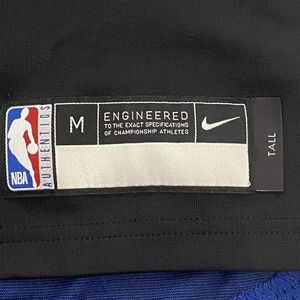 NBA
AUTHENTICS
M
ENGINEERED
TO THE EXACT SPECIFICATIONS
OF CHAMPIONSHIP ATHLETES
TALL